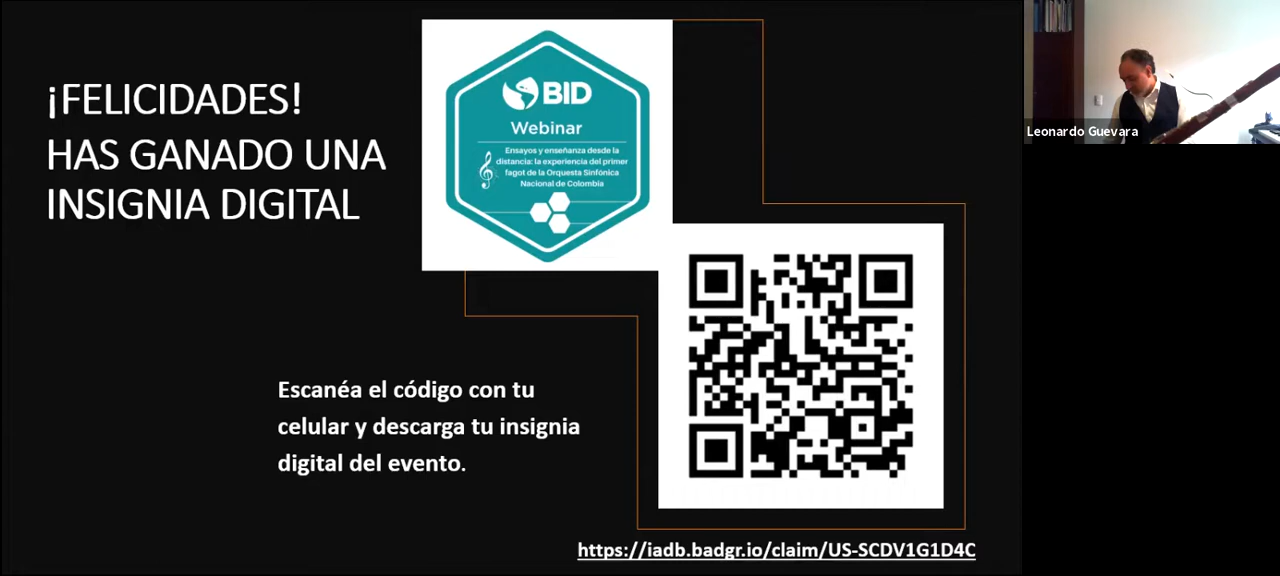 ¡FELICIDADES!
HAS GANADO UNA
INSIGNIA DIGITAL
BID
Webinar
Ensayos y enseñanza desde la
distancia: la experiencia del primer
fagot de la Orquesta Sinfónica
Nacional de Colombia
Escanéa el código con tu
celular y descarga tu insignia
digital del evento.
https://iadb.badgr.io/claim/US-SCDV1G1D4C
Leonardo Guevara